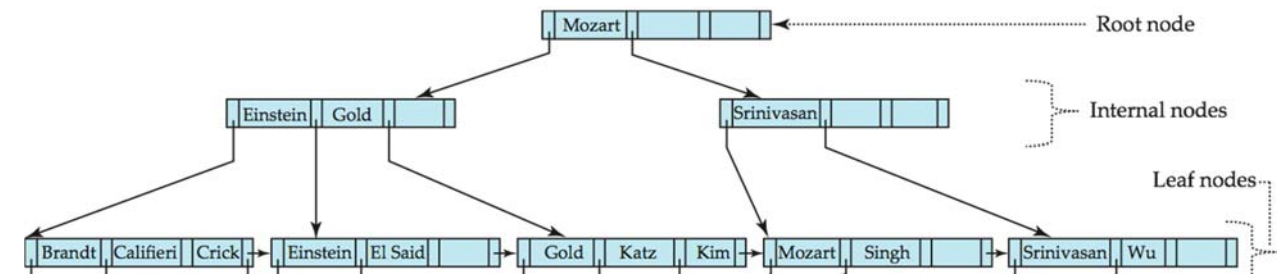 Mozart
Root node
Einstein Gold
Srinivasan
Internal nodes
Leaf nodes
Brandt Califieri Crick Einstein El Said Gold Katz Kim Mozart Singh Srinivasan Wu